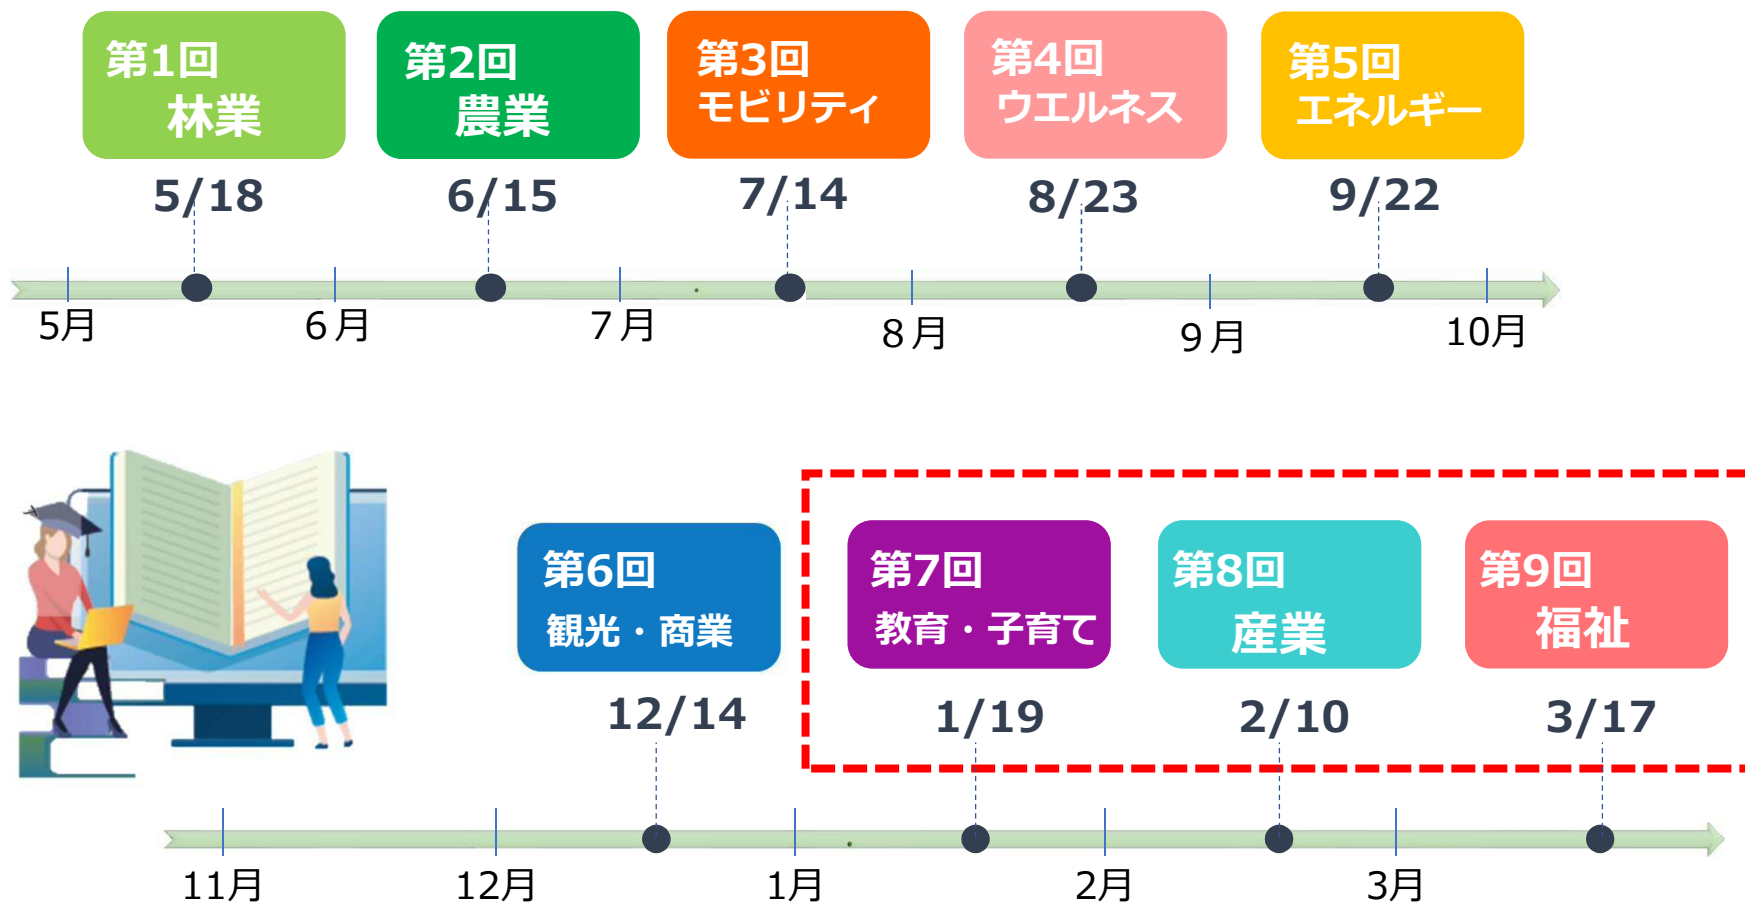 第1回
林業
第2回
農業
第3回
モビリティ
第4回
ウエルネス
第5回
エネルギー
5/18
6/15
7/14
8/23
9/22
5月
6月
7月
8月
9月
10月
第6回
観光・商業
第7回
教育・子育て
第8回
産業
第9回
福祉
12/14
1/19
2/10
3/17
11月
12月
1月
2月
3月